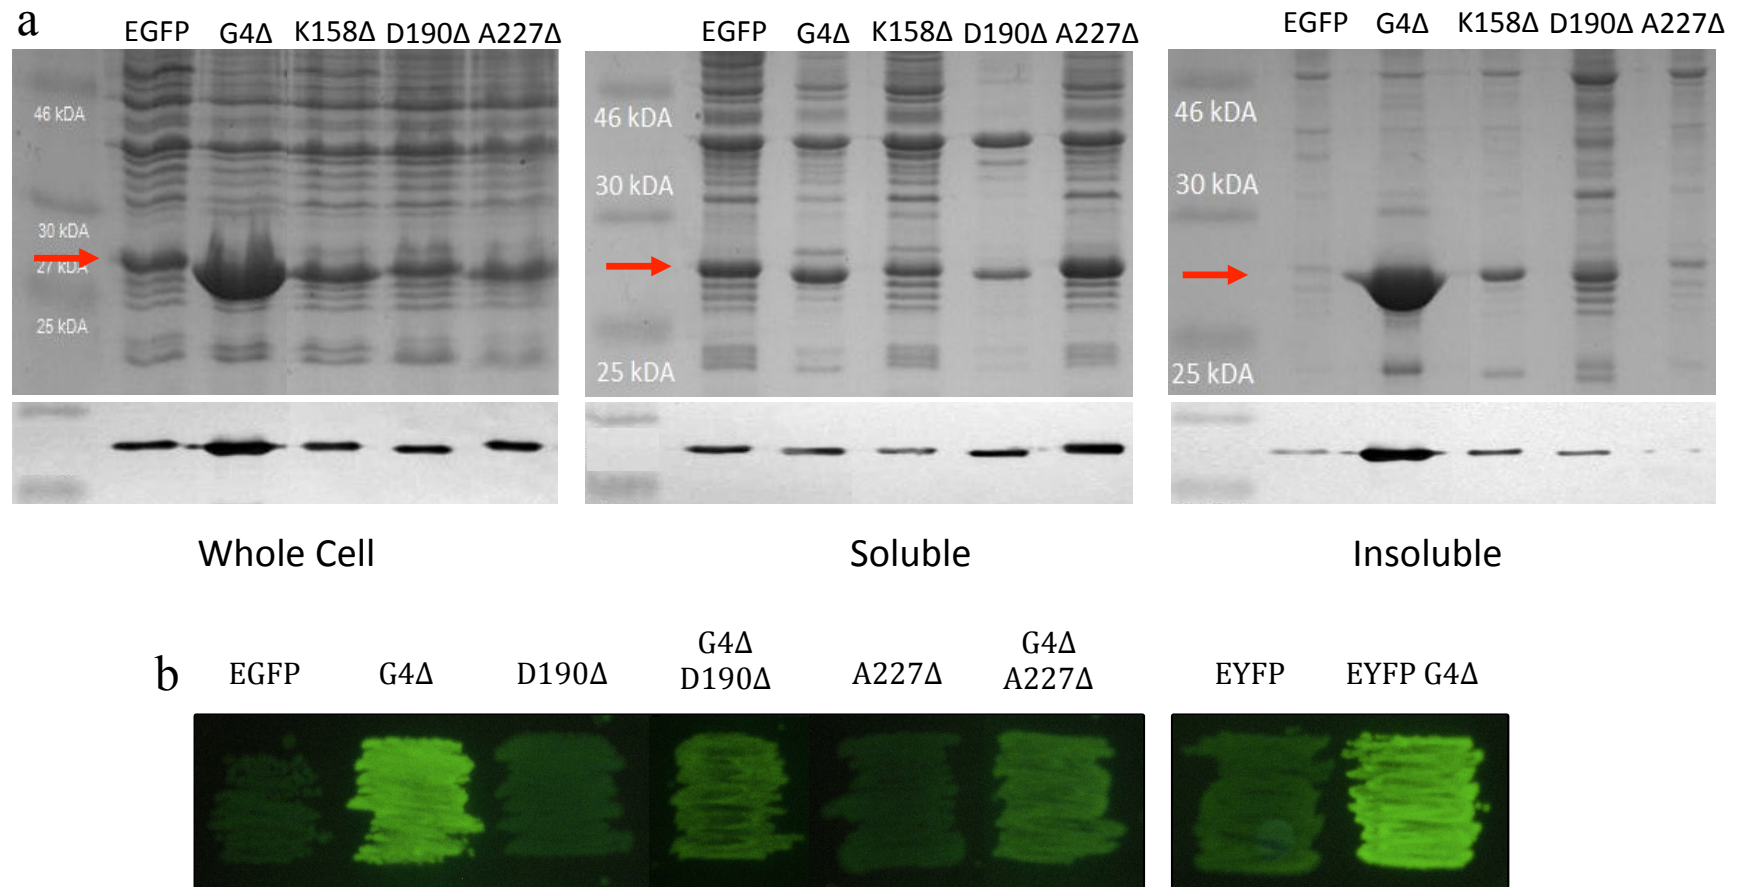 a
EGFP G4Δ K158Δ D190Δ A227Δ
46 kDA
30 kDA
27 kDA
25 kDA
EGFP G4Δ K158Δ D190Δ A227Δ
46 kDA
30 kDA
25 kDA
EGFP G4Δ K158Δ D190Δ A227Δ
46 kDA
30 kDA
25 kDA
Whole Cell
Soluble
Insoluble
b
EGFP
G4Δ
D190Δ
G4Δ
D190Δ
A227Δ
G4Δ
A227Δ
EYFP
EYFP G4Δ